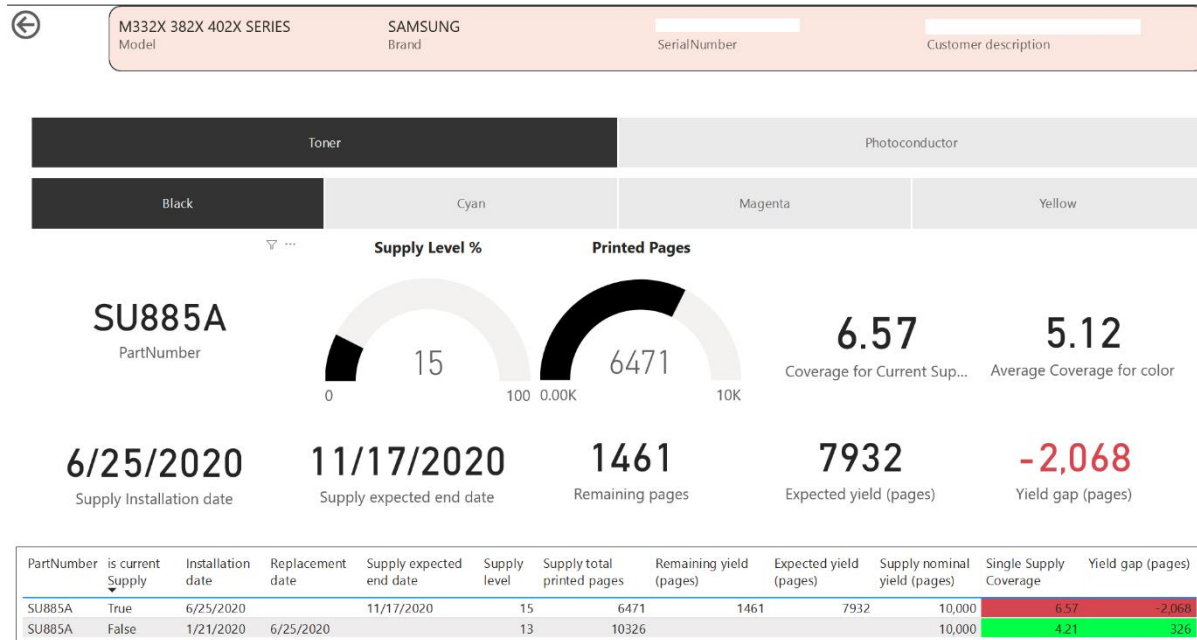 M332X 382X 402X SERIES SAMSUNG
Model Brand SerialNumber Customer description
Toner Photoconductor
Black Cyan Magenta Yellow
Supply Level % Printed Pages
SU885A
PartNumber
15
0 100
6471
0.00K 10K
6.57
Coverage for Current Sup...
5.12
Average Coverage for color
6/25/2020
Supply Installation date
11/17/2020
Supply expected end date
1461
Remaining pages
7932
Expected yield (pages)
-2,068
Yield gap (pages)
PartNumber is current Installation Replacement Supply expected Supply Supply total Remaining yield Expected yield Supply nominal Single Supply Yield gap (pages)
Supply date date end date level printed pages (pages) (pages) yield (pages) Coverage
SU885A True 6/25/2020 11/17/2020 15 6471 1461 7932 10,000 6.57 -2,068
SU885A False 1/21/2020 6/25/2020 13 10326 10,000 4.21 326